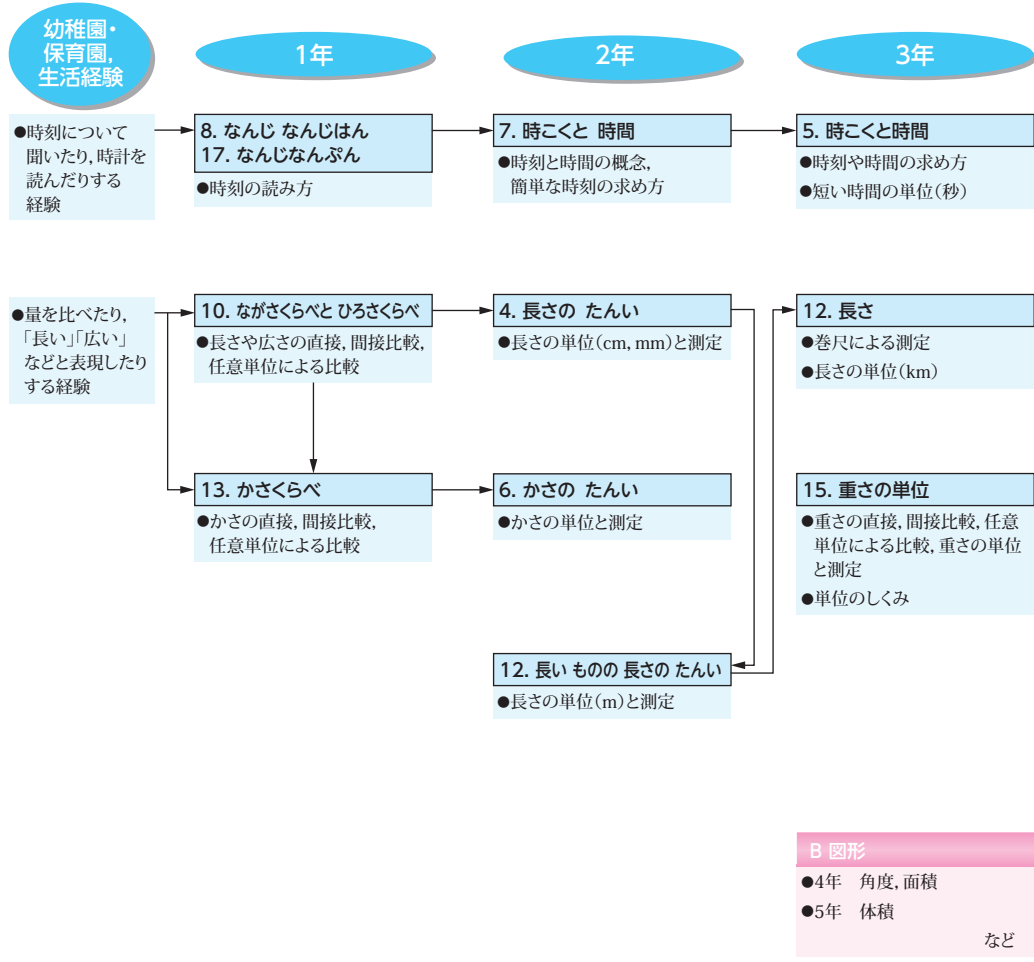 幼稚園・
保育園,
生活経験
1年
2年
3年
●時刻について
聞いたり, 時計を
読んだりする
経験
8. なんじ なんじはん
17. なんじなんぷん
●時刻の読み方
7. 時こくと 時間
●時刻と時間の概念,
簡単な時刻の求め方
5. 時こくと時間
●時刻や時間の求め方
●短い時間の単位(秒)
●量を比べたり,
「長い」「広い」
などと表現したり
する経験
10. ながさくらべと ひろさくらべ
●長さや広さの直接, 間接比較,
任意単位による比較
4. 長さの たんい
●長さの単位(cm, mm)と測定
12. 長さ
●巻尺による測定
●長さの単位(km)
13. かさくらべ
●かさの直接, 間接比較,
任意単位による比較
6. かさの たんい
●かさの単位と測定
15. 重さの単位
●重さの直接, 間接比較, 任意
単位による比較, 重さの単位
と測定
●単位のしくみ
12. 長い ものの 長さの たんい
●長さの単位(m)と測定
B 図形
●4年 角度, 面積
●5年 体積
など